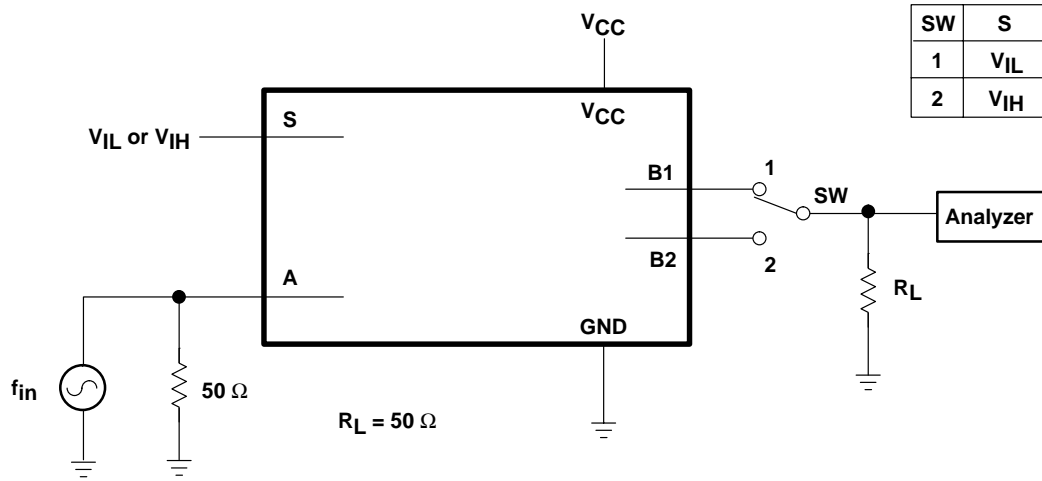 VCC
SW S
1 VIL
2 VIH
VCC
S
VIL or VIH
B1
1
SW
Analyzer
B2
2
A
RL
GND
fin
50 Ω
RL = 50 Ω